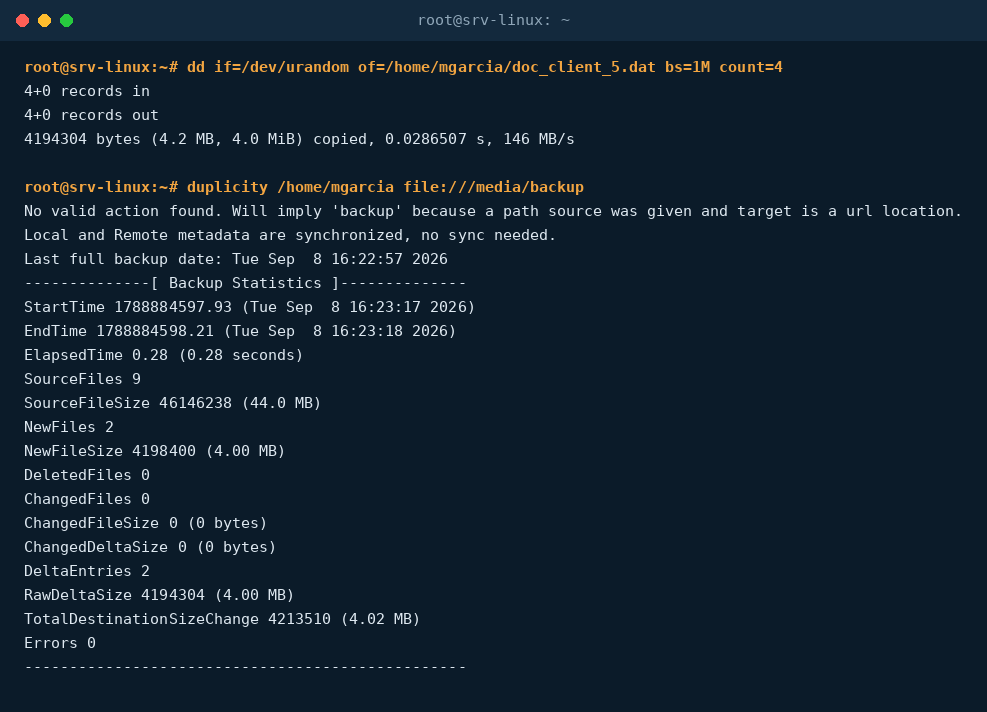 root@srv-linux: ~
root@srv-linux:~# dd if=/dev/urandom of=/home/mgarcia/doc_client_5.dat bs=1M count=4
4+0 records in
4+0 records out
4194304 bytes (4.2 MB, 4.0 MiB) copied, 0.0286507 s, 146 MB/s
root@srv-linux:~# duplicity /home/mgarcia file:///media/backup
No valid action found. Will imply 'backup' because a path source was given and target is a url location.
Local and Remote metadata are synchronized, no sync needed.
Last full backup date: Tue Sep  8 16:22:57 2026
--------------[ Backup Statistics ]--------------
StartTime 1788884597.93 (Tue Sep  8 16:23:17 2026)
EndTime 1788884598.21 (Tue Sep  8 16:23:18 2026)
ElapsedTime 0.28 (0.28 seconds)
SourceFiles 9
SourceFileSize 46146238 (44.0 MB)
NewFiles 2
NewFileSize 4198400 (4.00 MB)
DeletedFiles 0
ChangedFiles 0
ChangedFileSize 0 (0 bytes)
ChangedDeltaSize 0 (0 bytes)
DeltaEntries 2
RawDeltaSize 4194304 (4.00 MB)
TotalDestinationSizeChange 4213510 (4.02 MB)
Errors 0
-------------------------------------------------